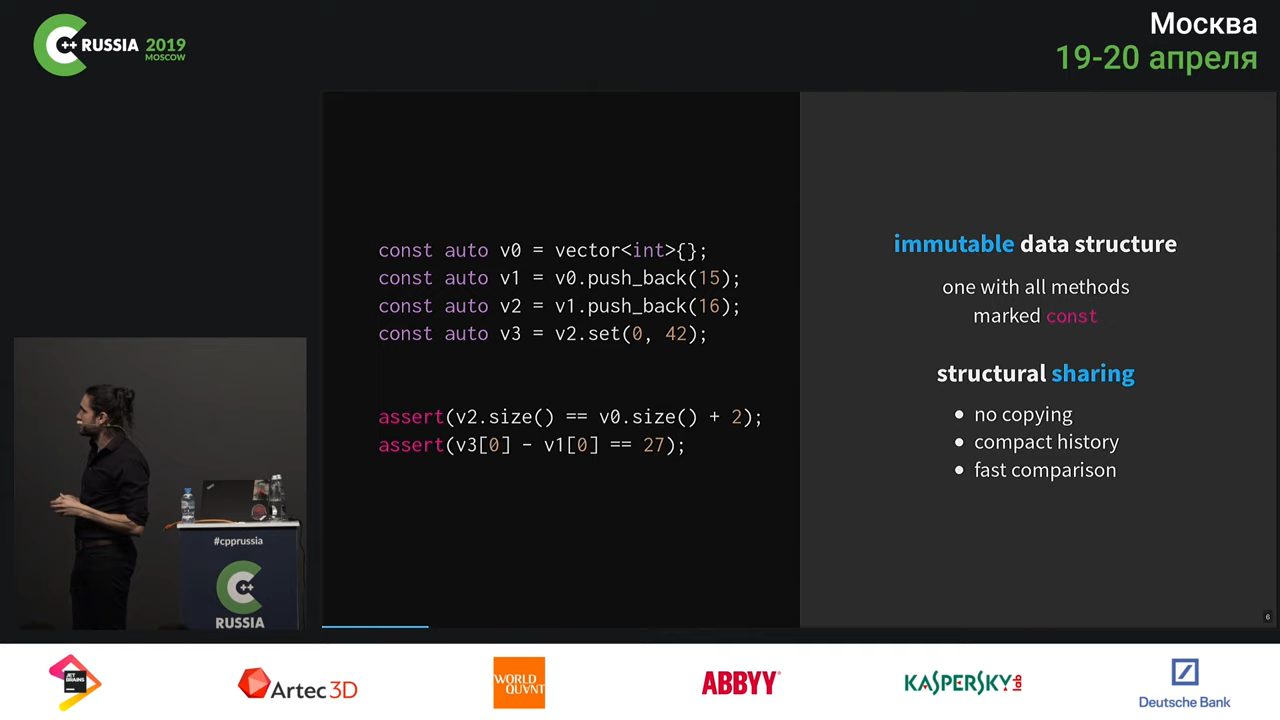 C++ RUSSIA 2019
MOSCOW
Москва
19-20 апреля
const auto v0 = vector<int>{};
const auto v1 = v0.push_back(15);
const auto v2 = v1.push_back(16);
const auto v3 = v2.set(0, 42);
assert(v2.size() == v0.size() + 2);
assert(v3[0] - v1[0] == 27);
immutable data structure
one with all methods
marked const
structural sharing
• no copying
• compact history
• fast comparison
6
#cpprussia
C++
RUSSIA
JET
BRAINS
Artec 3D
WORLD
QUANT
ABBYY®
KASPERSKY lab
Deutsche Bank